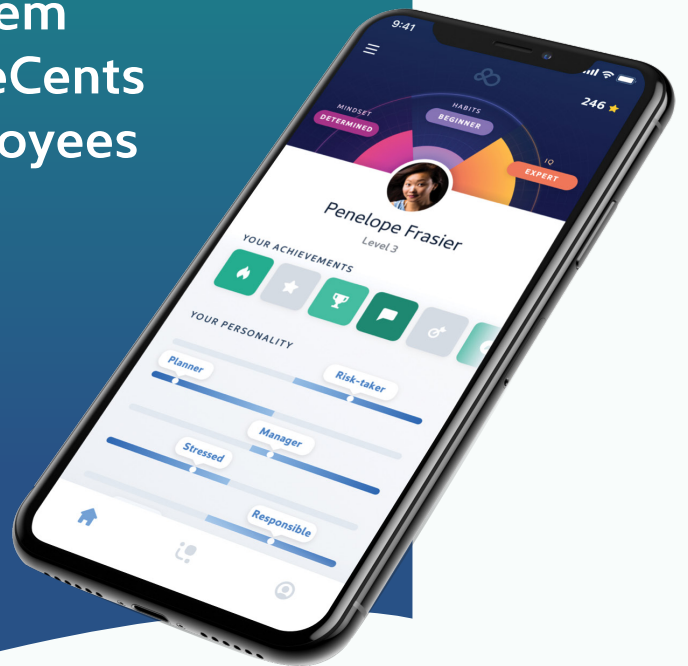 em
eCents
oyees
9:41
246
MINDSET
DETERMINED
HABITS
BEGINNER
IQ
EXPERT
Penelope Frasier
Level 3
YOUR ACHIEVEMENTS
YOUR PERSONALITY
Risk-taker
Planner
Manager
Stressed
Responsible